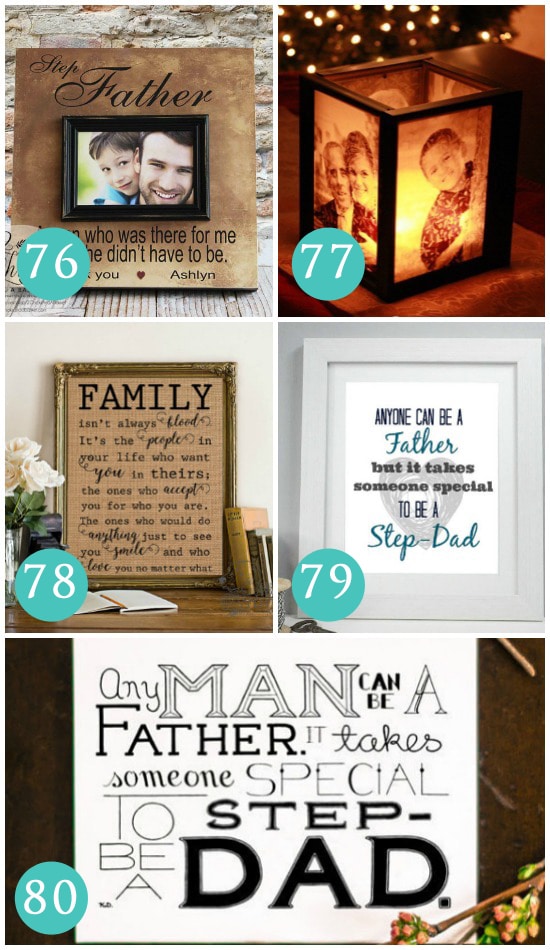 Step
Father
who was there for me
he didn't have to be.
you Ashlyn
76
77
FAMILY
isn't always blood.
It's the people in
your life who want
you in theirs;
the ones who accept
you for who you are.
The ones who would do
anything just to see
you smile and who
love you no matter what
78
ANYONE CAN BE A
Father
but it takes
someone special
TO BE A
Step-Dad
79
Any MAN CAN BE A
FATHER. IT takes
someone SPECIAL
TO BE A STEP-
DAD.
K.D.
80